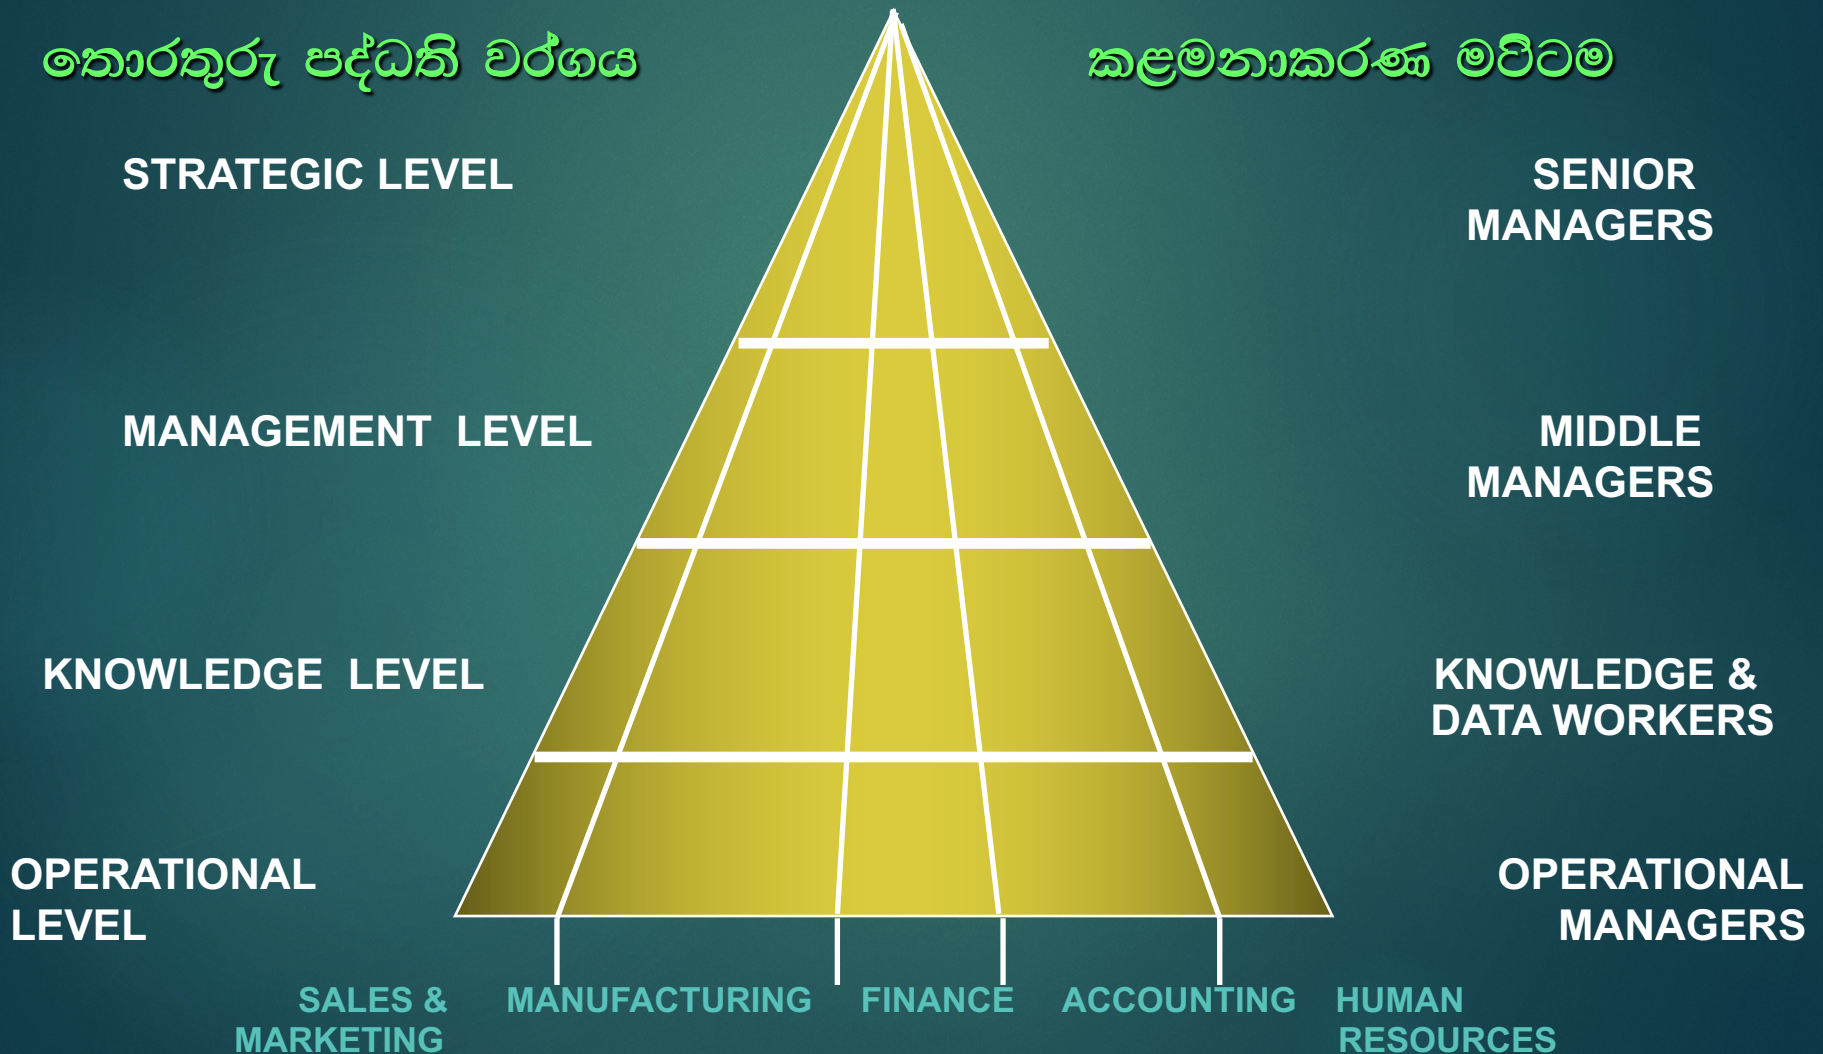 තොරතුරු පද්ධති වර්ගය
කළමනාකරණ මට්ටම
STRATEGIC LEVEL
SENIOR
MANAGERS
MANAGEMENT LEVEL
MIDDLE
MANAGERS
KNOWLEDGE LEVEL
KNOWLEDGE &
DATA WORKERS
OPERATIONAL
LEVEL
OPERATIONAL
MANAGERS
SALES &
MARKETING
MANUFACTURING
FINANCE
ACCOUNTING
HUMAN
RESOURCES